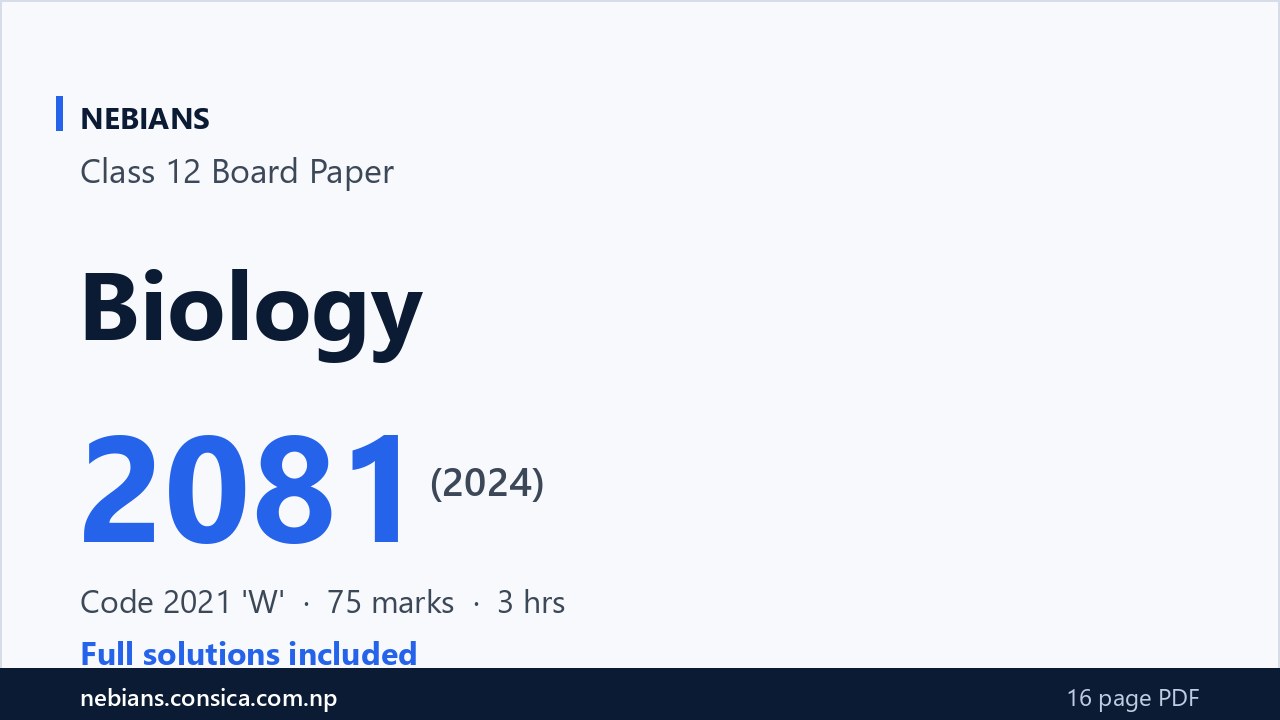 NEBIANS
Class 12 Board Paper
Biology
2081 (2024)
Code 2021 'W' · 75 marks · 3 hrs
Full solutions included
nebians.consica.com.np
16 page PDF